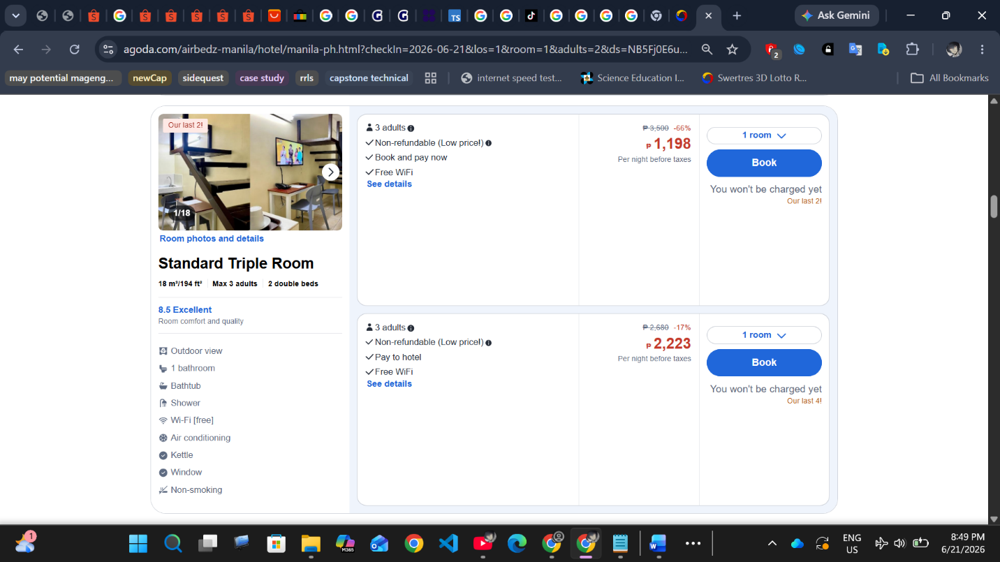 Ask Gemini
agoda.com/airbedz-manila/hotel/manila-ph.html?checkIn=2026-06-21&los=1&room=1&adults=2&ds=NB5Fj0E6u...
2
may potential mageng...
newCap
sidequest
case study
rrls
capstone technical
internet speed test...
Science Education I...
Swertres 3D Lotto R...
All Bookmarks
TS
Our last 2!
1/18
Room photos and details
Standard Triple Room
18 m²/194 ft²
Max 3 adults
2 double beds
8.5 Excellent
Room comfort and quality
Outdoor view
1 bathroom
Bathtub
Shower
Wi-Fi [free]
Air conditioning
Kettle
Window
Non-smoking
3 adults
Non-refundable (Low price!)
Book and pay now
Free WiFi
See details
₱ 3,500 -66%
₱ 1,198
Per night before taxes
1 room
Book
You won't be charged yet
Our last 2!
3 adults
Non-refundable (Low price!)
Pay to hotel
Free WiFi
See details
₱ 2,680 -17%
₱ 2,223
Per night before taxes
1 room
Book
You won't be charged yet
Our last 4!
1
M365
ENG
US
8:49 PM
6/21/2026